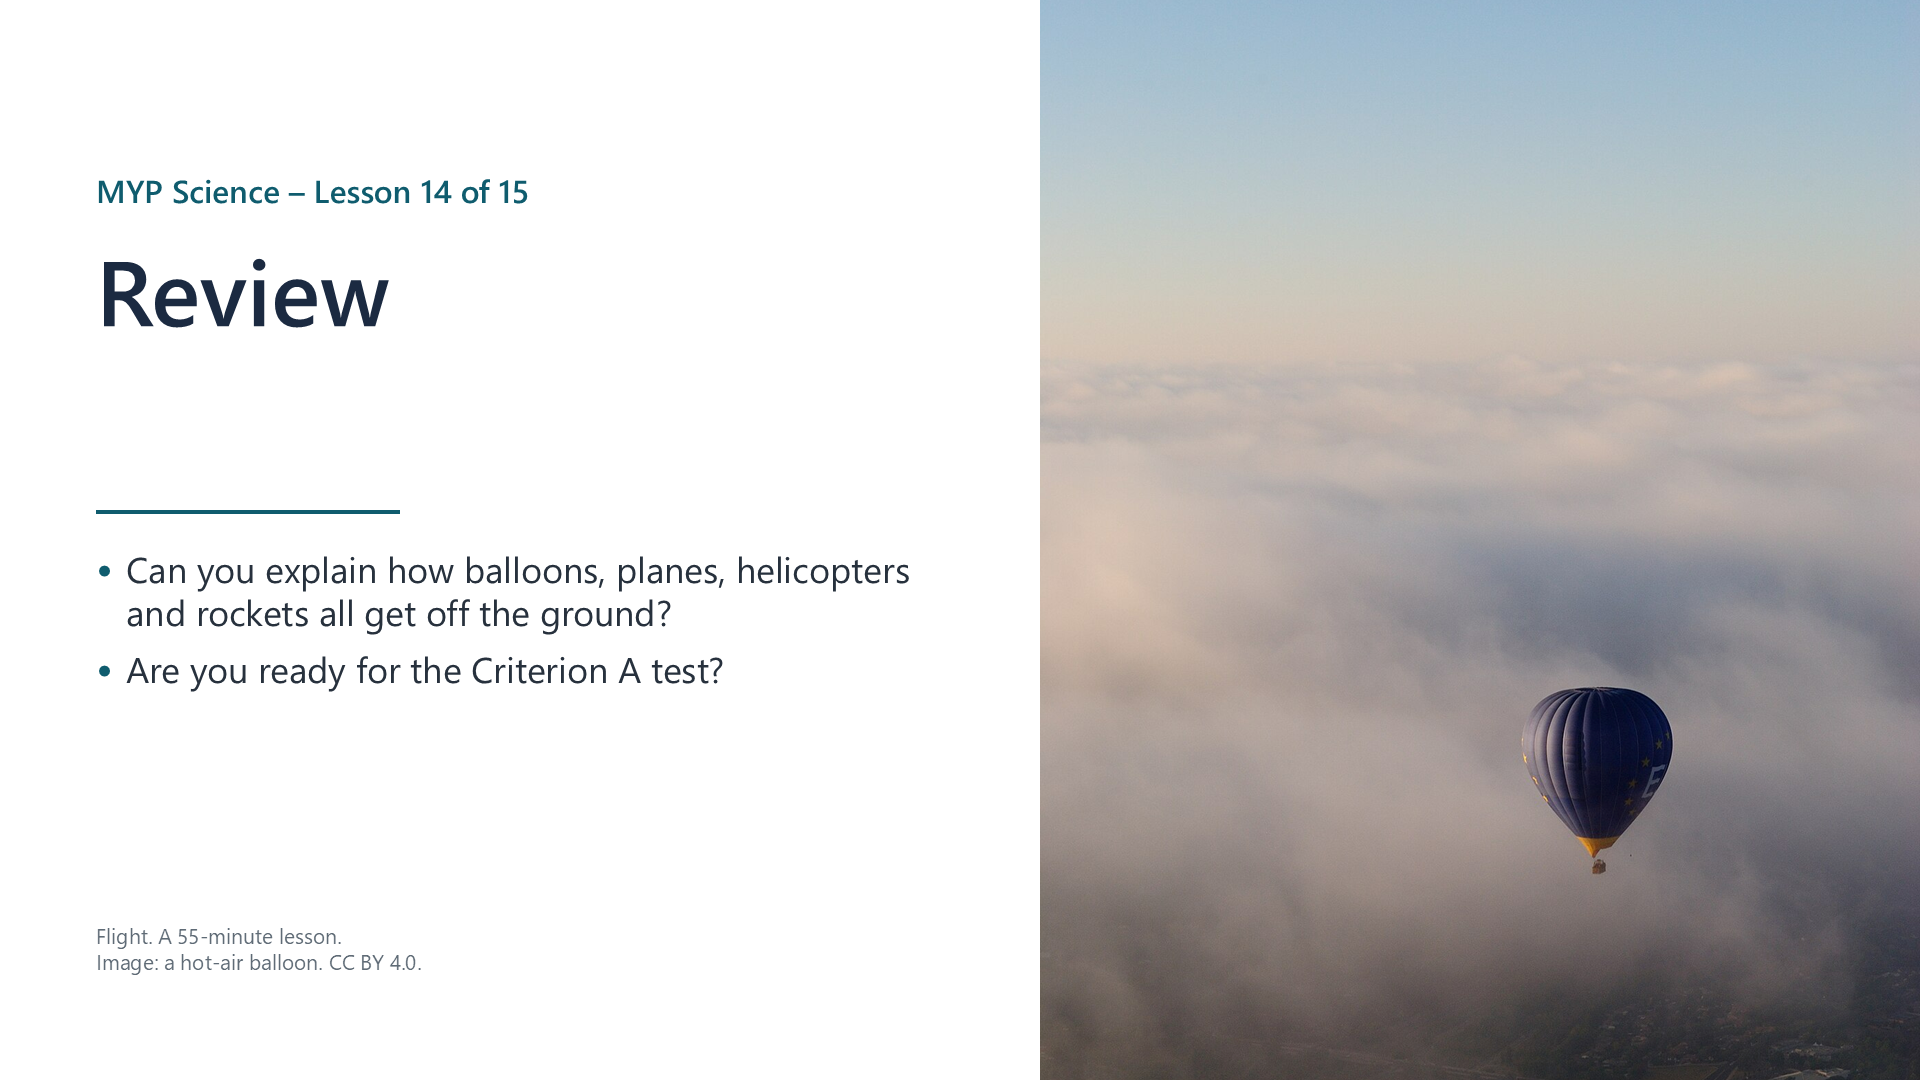 MYP Science – Lesson 14 of 15
Review
• Can you explain how balloons, planes, helicopters
and rockets all get off the ground?
• Are you ready for the Criterion A test?
Flight. A 55-minute lesson.
Image: a hot-air balloon. CC BY 4.0.
E